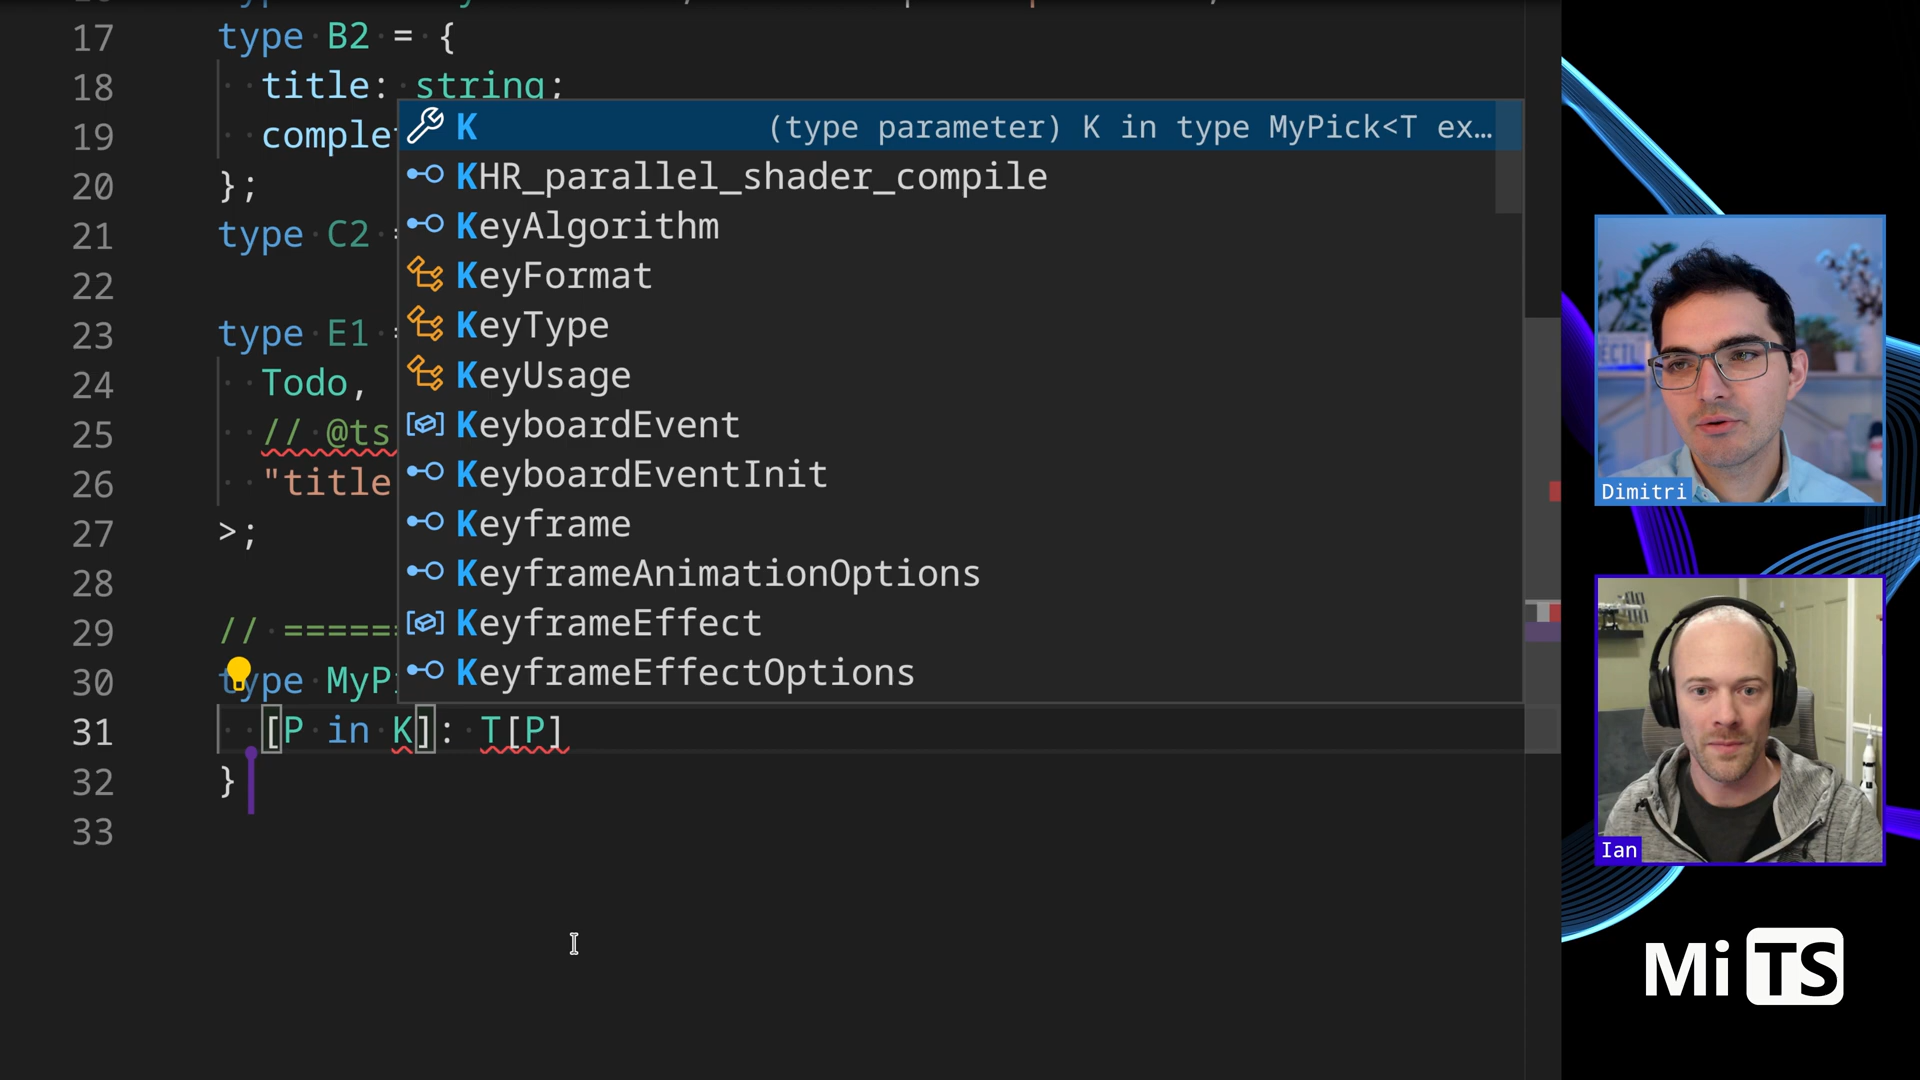 17 type B2 = {
18 title: string;
19 comple
20 };
21 type C2 =
22
23 type E1 =
24 Todo,
25 // @ts
26 "title
27 >;
28
29 // ======
30 type MyPi
31 [P in K]: T[P]
32 }
33
K (type parameter) K in type MyPick<T ex…
KHR_parallel_shader_compile
KeyAlgorithm
KeyFormat
KeyType
KeyUsage
KeyboardEvent
KeyboardEventInit
Keyframe
KeyframeAnimationOptions
KeyframeEffect
KeyframeEffectOptions
Dimitri
Ian
Mi TS